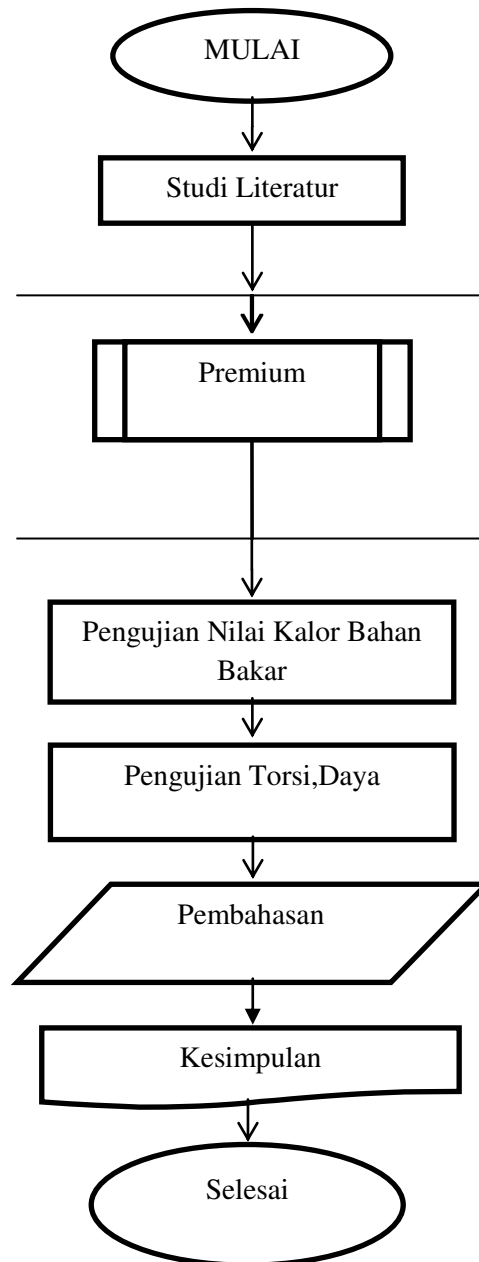 MULAI
Studi Literatur
Premium
Pengujian Nilai Kalor Bahan
Bakar
Pengujian Torsi,Daya
Pembahasan
Kesimpulan
Selesai